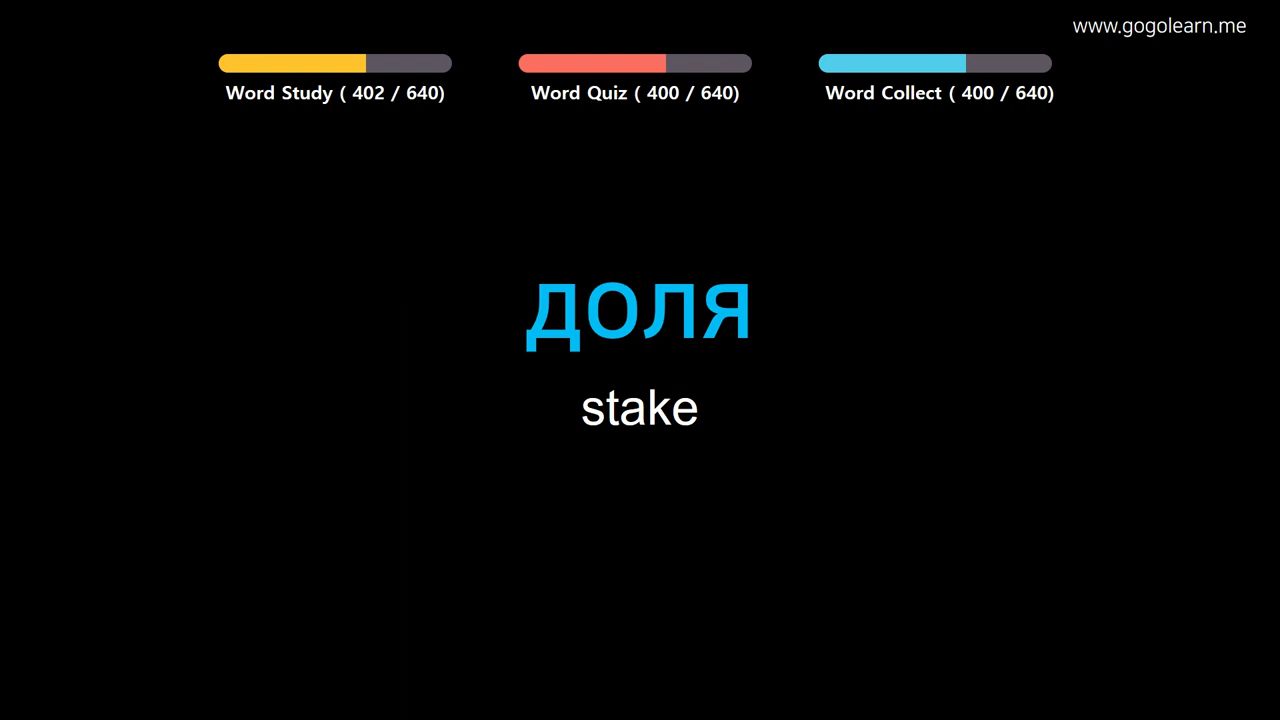 www.gogolearn.me
Word Study ( 402 / 640)
Word Quiz ( 400 / 640)
Word Collect ( 400 / 640)
доля
stake